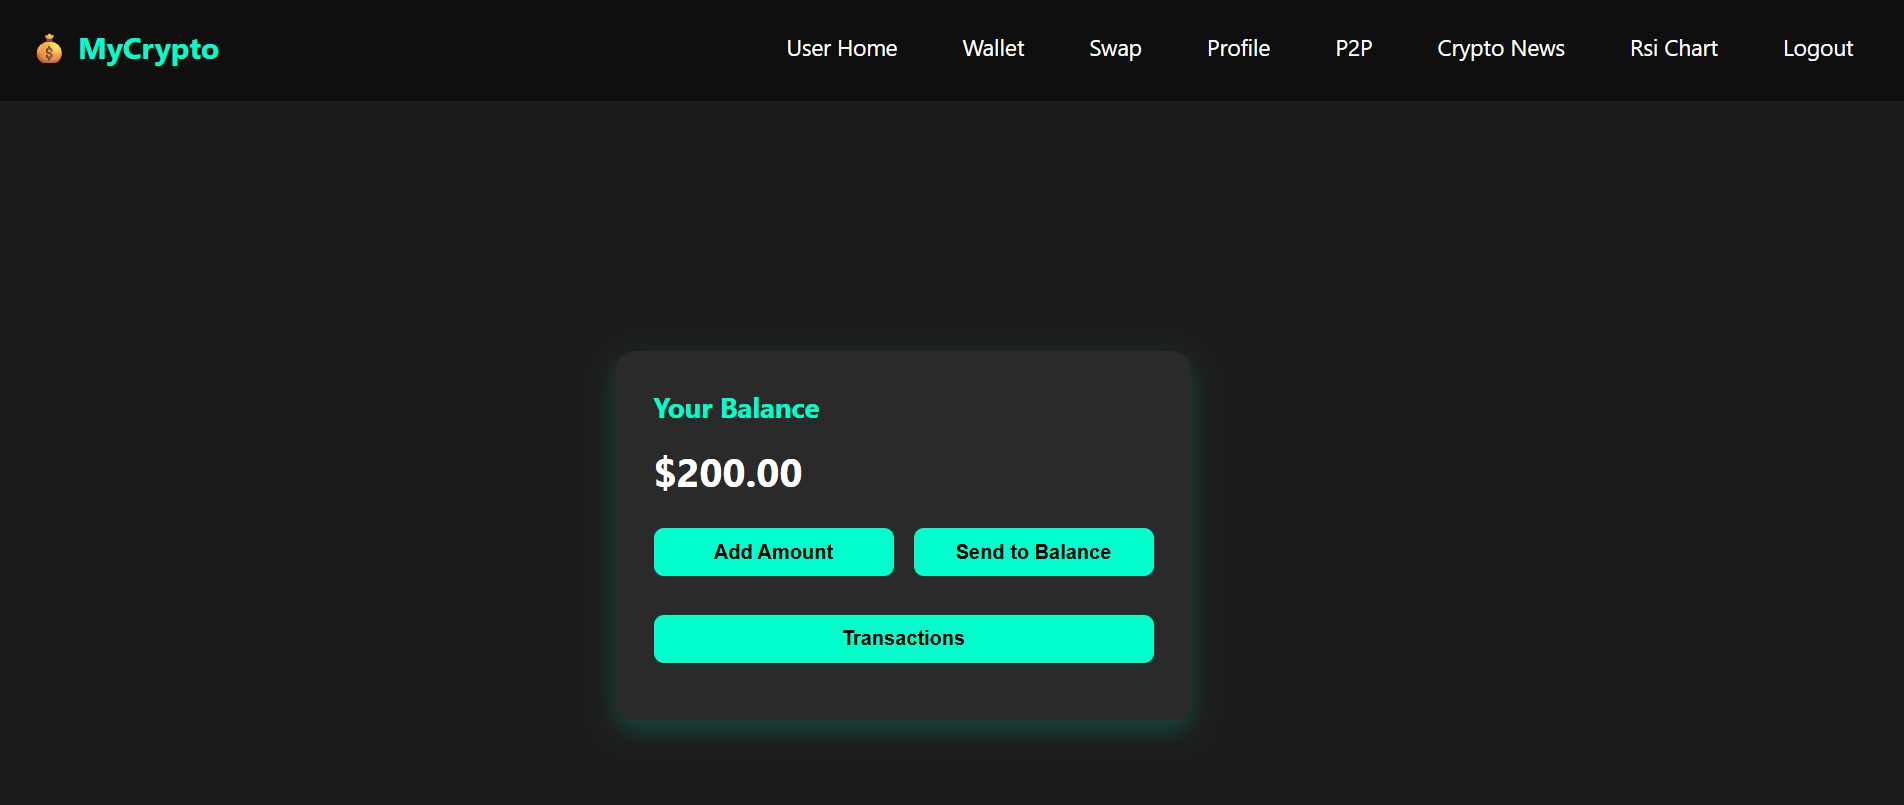 MyCrypto User Home Wallet Swap Profile P2P Crypto News Rsi Chart Logout
Your Balance
$200.00
Add Amount Send to Balance
Transactions